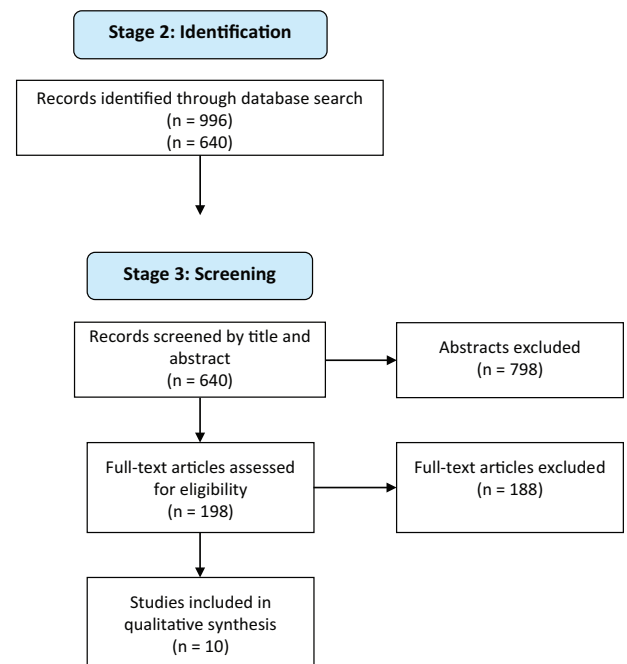 Stage 2: Identification
Records identified through database search
(n = 996)
(n = 640)
Stage 3: Screening
Records screened by title and
abstract
(n = 640)
Abstracts excluded
(n = 798)
Full-text articles assessed
for eligibility
(n = 198)
Full-text articles excluded
(n = 188)
Studies included in
qualitative synthesis
(n = 10)